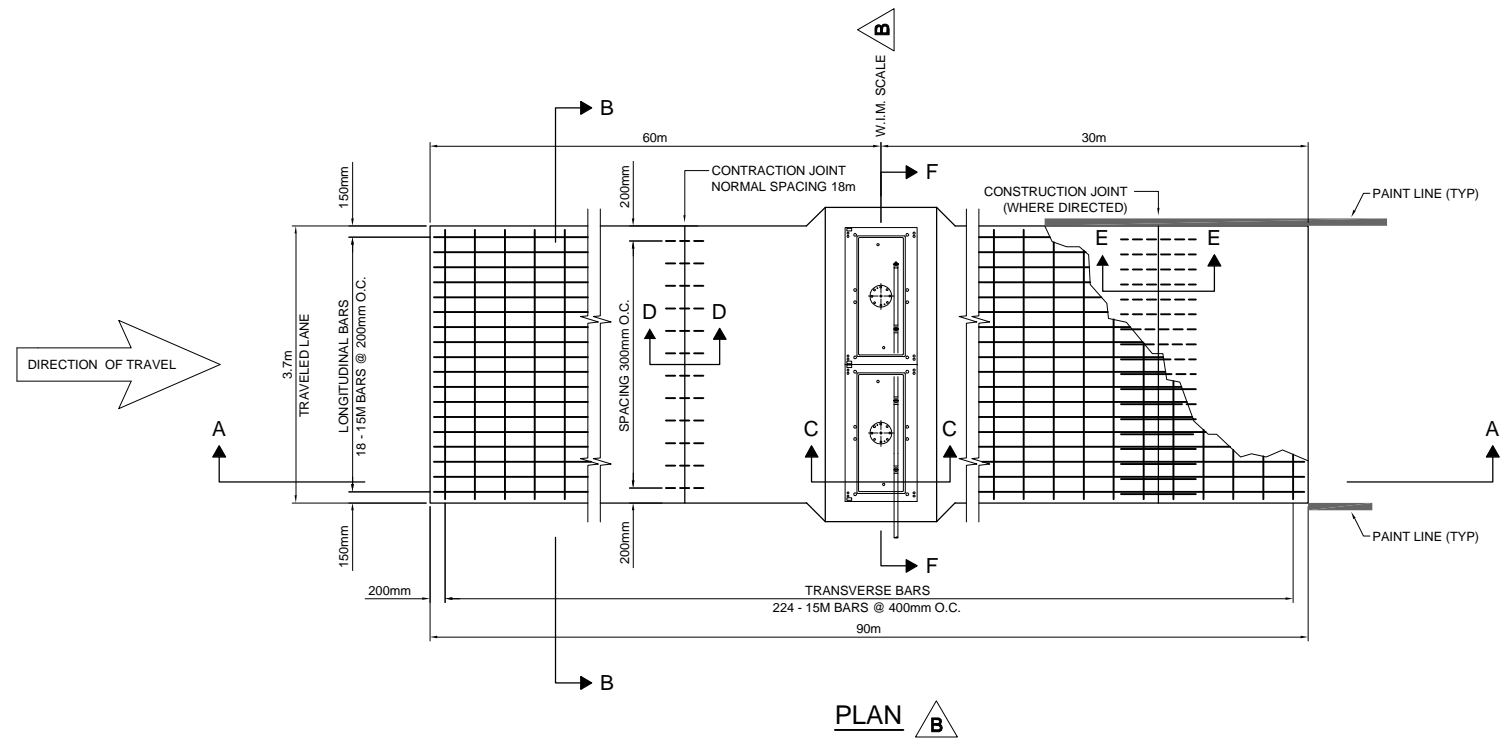 B
W.I.M. SCALE
B
60m
30m
F
150mm
200mm
CONTRACTION JOINT
NORMAL SPACING 18m
CONSTRUCTION JOINT
(WHERE DIRECTED)
PAINT LINE (TYP)
E
E
DIRECTION OF TRAVEL
3.7m
TRAVELED LANE
LONGITUDINAL BARS
18 - 15M BARS @ 200mm O.C.
SPACING 300mm O.C.
D
D
A
C
C
A
150mm
200mm
PAINT LINE (TYP)
F
200mm
TRANSVERSE BARS
224 - 15M BARS @ 400mm O.C.
90m
B
PLAN
B